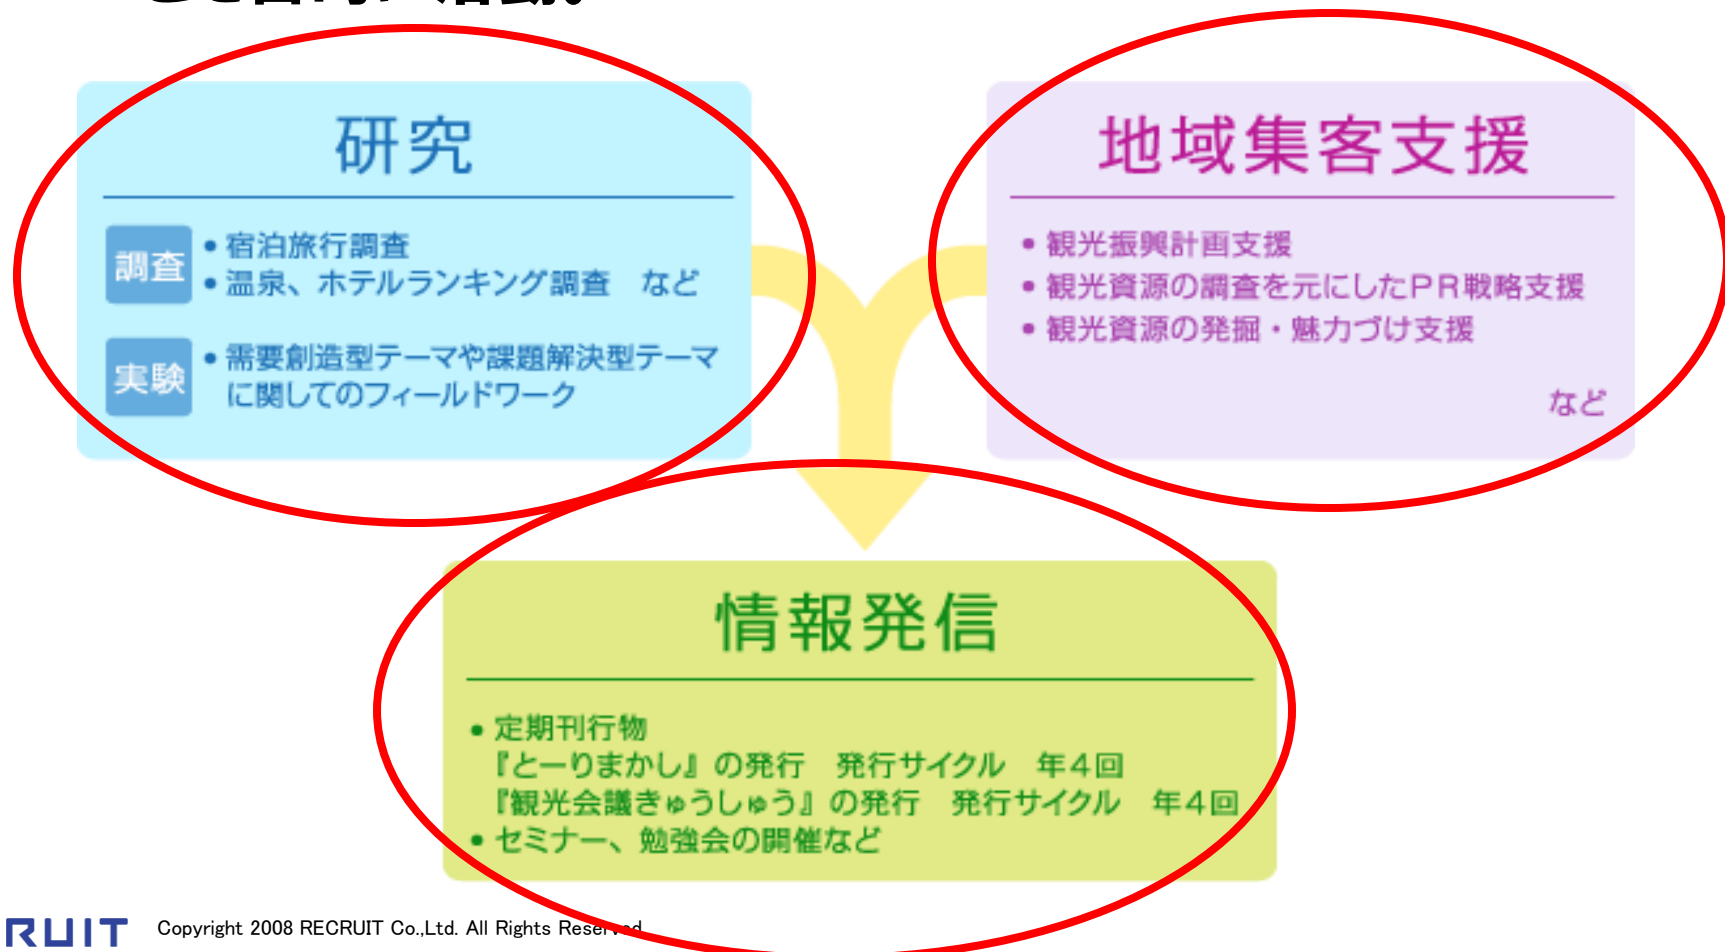 研究
調査
• 宿泊旅行調査
• 温泉、ホテルランキング調査　など
実験
• 需要創造型テーマや課題解決型テーマ
に関してのフィールドワーク
地域集客支援
• 観光振興計画支援
• 観光資源の調査を元にしたＰＲ戦略支援
• 観光資源の発掘・魅力づけ支援
など
情報発信
• 定期刊行物
『とーりまかし』の発行　発行サイクル　年４回
『観光会議きゅうしゅう』の発行　発行サイクル　年４回
• セミナー、勉強会の開催など
RUIT
Copyright 2008 RECRUIT Co.,Ltd. All Rights Reserved